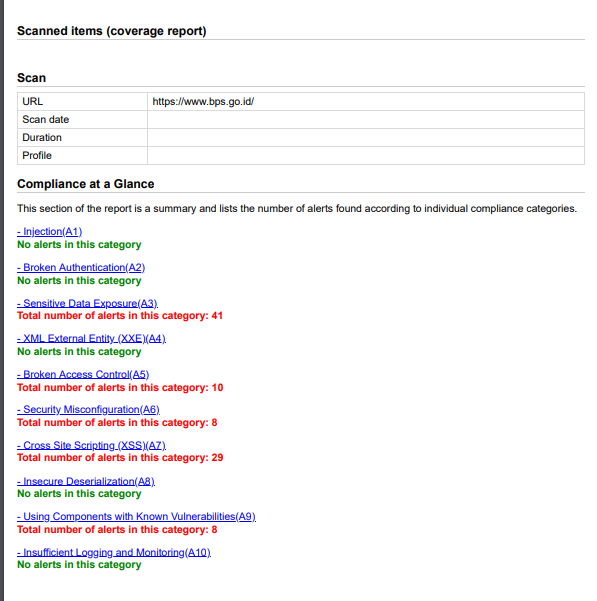 Scanned items (coverage report)
Scan
URL https://www.bps.go.id/
Scan date
Duration
Profile
Compliance at a Glance
This section of the report is a summary and lists the number of alerts found according to individual compliance categories.
- Injection(A1)
No alerts in this category
- Broken Authentication(A2)
No alerts in this category
- Sensitive Data Exposure(A3)
Total number of alerts in this category: 41
- XML External Entity (XXE)(A4)
No alerts in this category
- Broken Access Control(A5)
Total number of alerts in this category: 10
- Security Misconfiguration(A6)
Total number of alerts in this category: 8
- Cross Site Scripting (XSS)(A7)
Total number of alerts in this category: 29
- Insecure Deserialization(A8)
No alerts in this category
- Using Components with Known Vulnerabilities(A9)
Total number of alerts in this category: 8
- Insufficient Logging and Monitoring(A10)
No alerts in this category